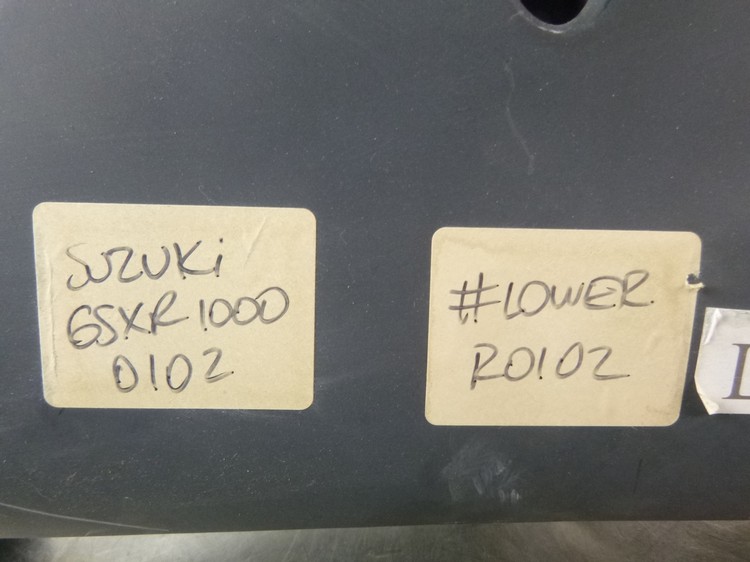 SUZUKi
GSXR 1000
0102
#LOWER
R0102
L